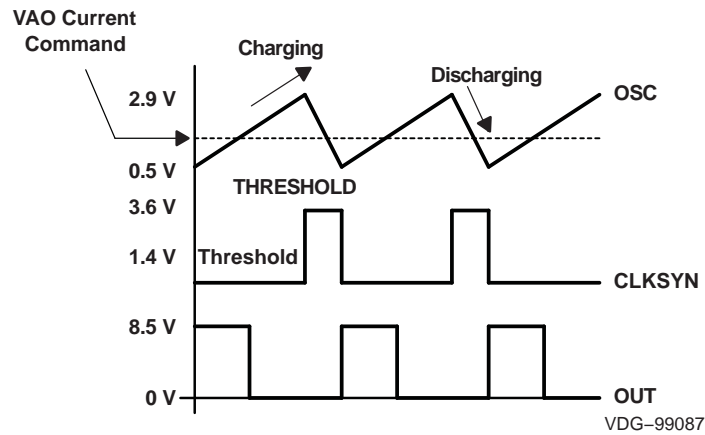 VAO Current
Command
Charging
Discharging
2.9 V
OSC
0.5 V
THRESHOLD
3.6 V
1.4 V
Threshold
CLKSYN
8.5 V
0 V
OUT
VDG–99087